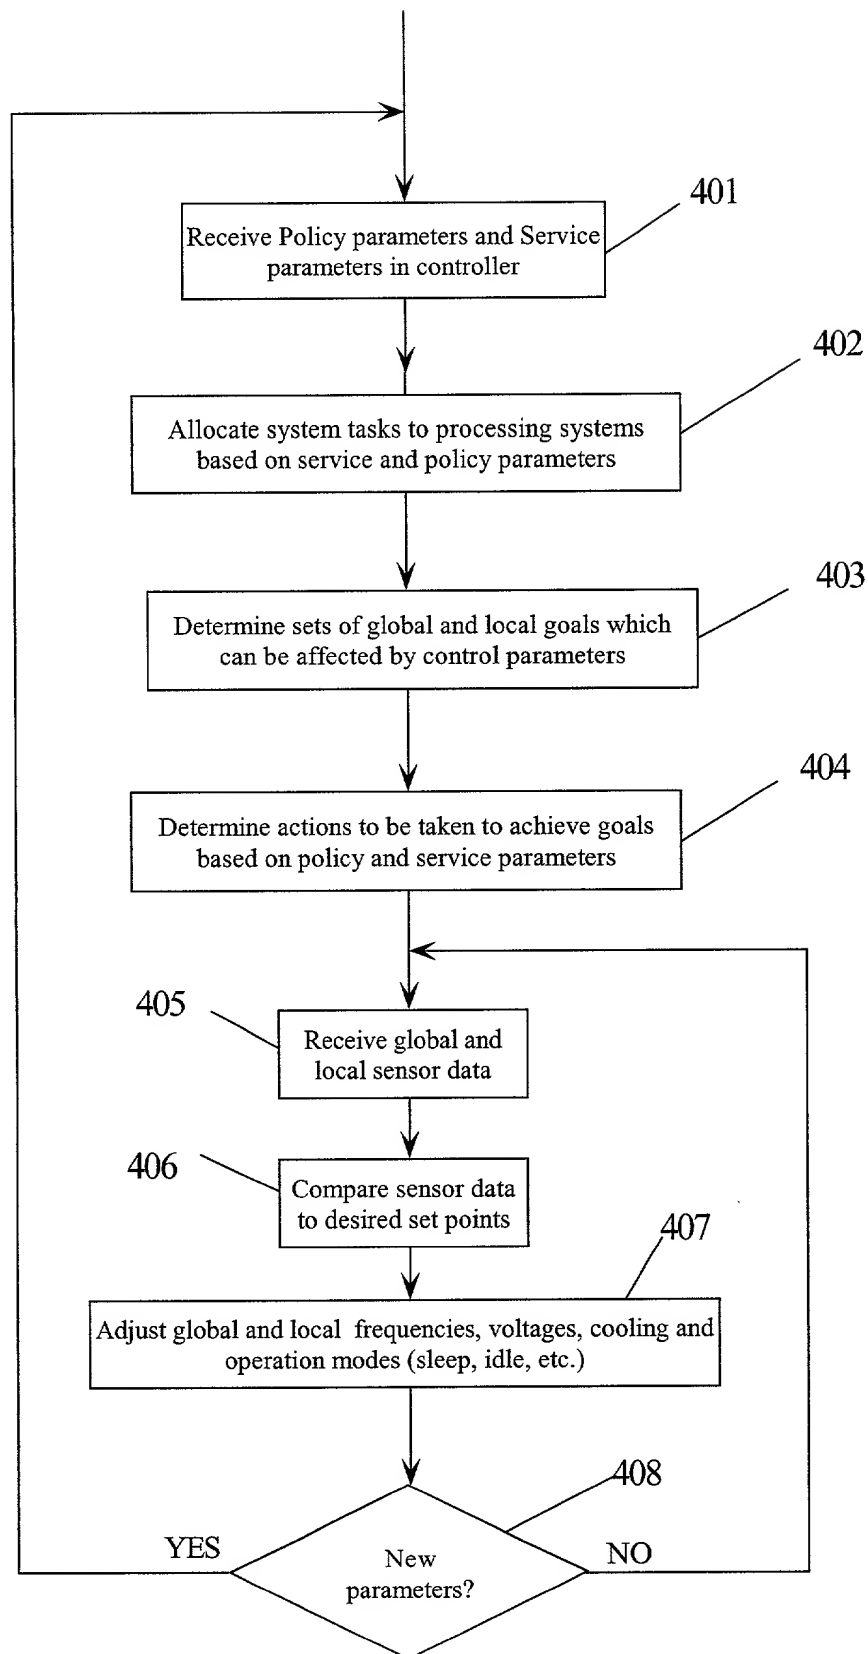 401
Receive Policy parameters and Service
parameters in controller
402
Allocate system tasks to processing systems
based on service and policy parameters
403
Determine sets of global and local goals which
can be affected by control parameters
404
Determine actions to be taken to achieve goals
based on policy and service parameters
405
Receive global and
local sensor data
406
Compare sensor data
to desired set points
407
Adjust global and local frequencies, voltages, cooling and
operation modes (sleep, idle, etc.)
408
YES
New
parameters?
NO